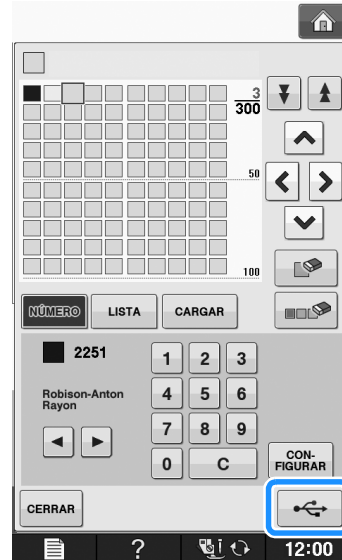 3
300
50
100
NÚMERO LISTA CARGAR
2251
Robison-Anton
Rayon
1 2 3
4 5 6
7 8 9
0 C
CON-
FIGURAR
CERRAR
? 12:00